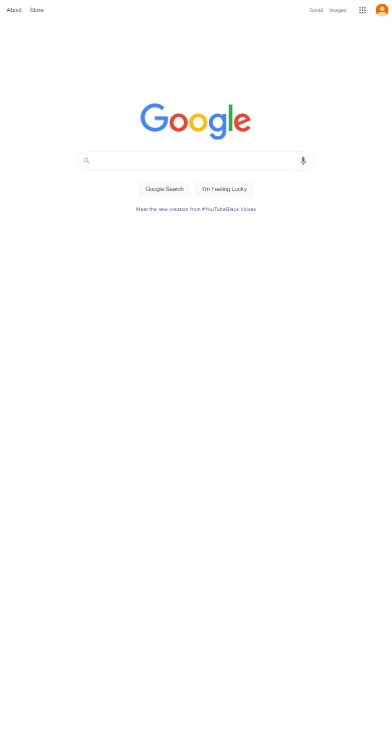 About Store Gmail Images
Google
Google Search I'm Feeling Lucky
Meet the new creators from #YouTubeBlack Voices